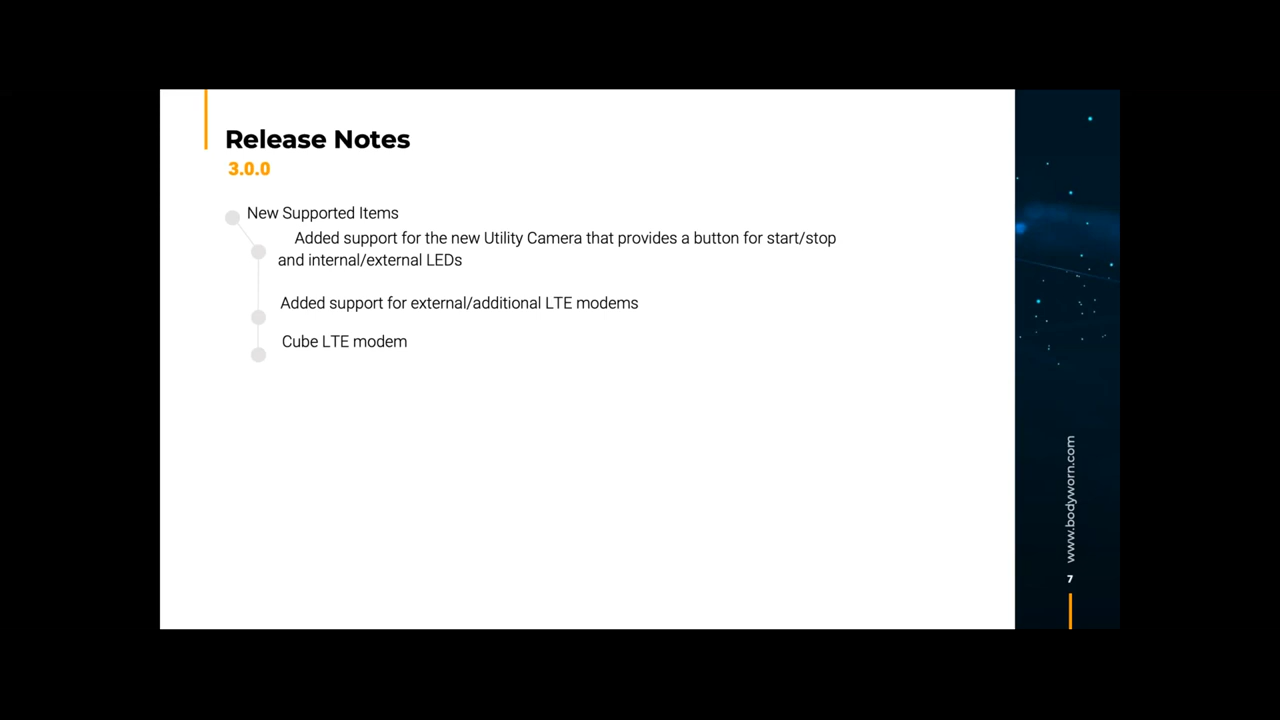 Release Notes
3.0.0
New Supported Items
Added support for the new Utility Camera that provides a button for start/stop
and internal/external LEDs
Added support for external/additional LTE modems
Cube LTE modem
www.bodyworn.com
7